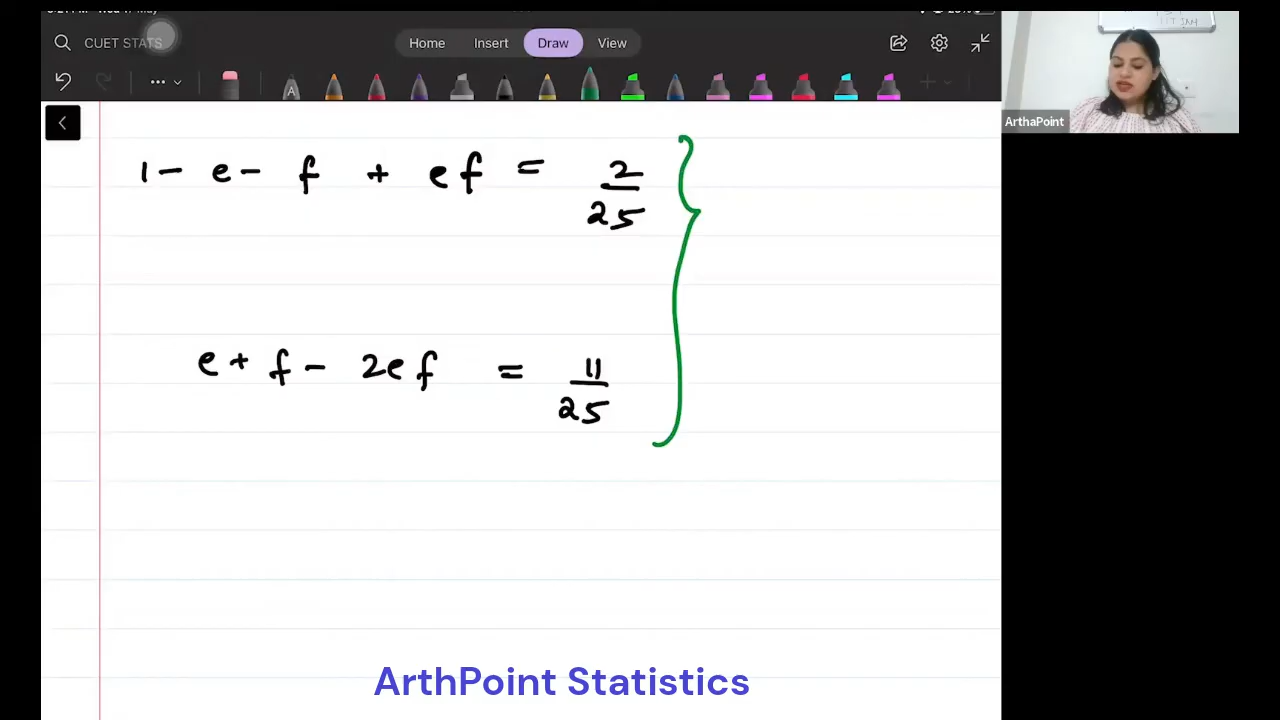 CUET STATS
Home Insert Draw View
A
ArthaPoint
1 - e - f + ef = 2/25
e + f - 2ef = 11/25
ArthPoint Statistics